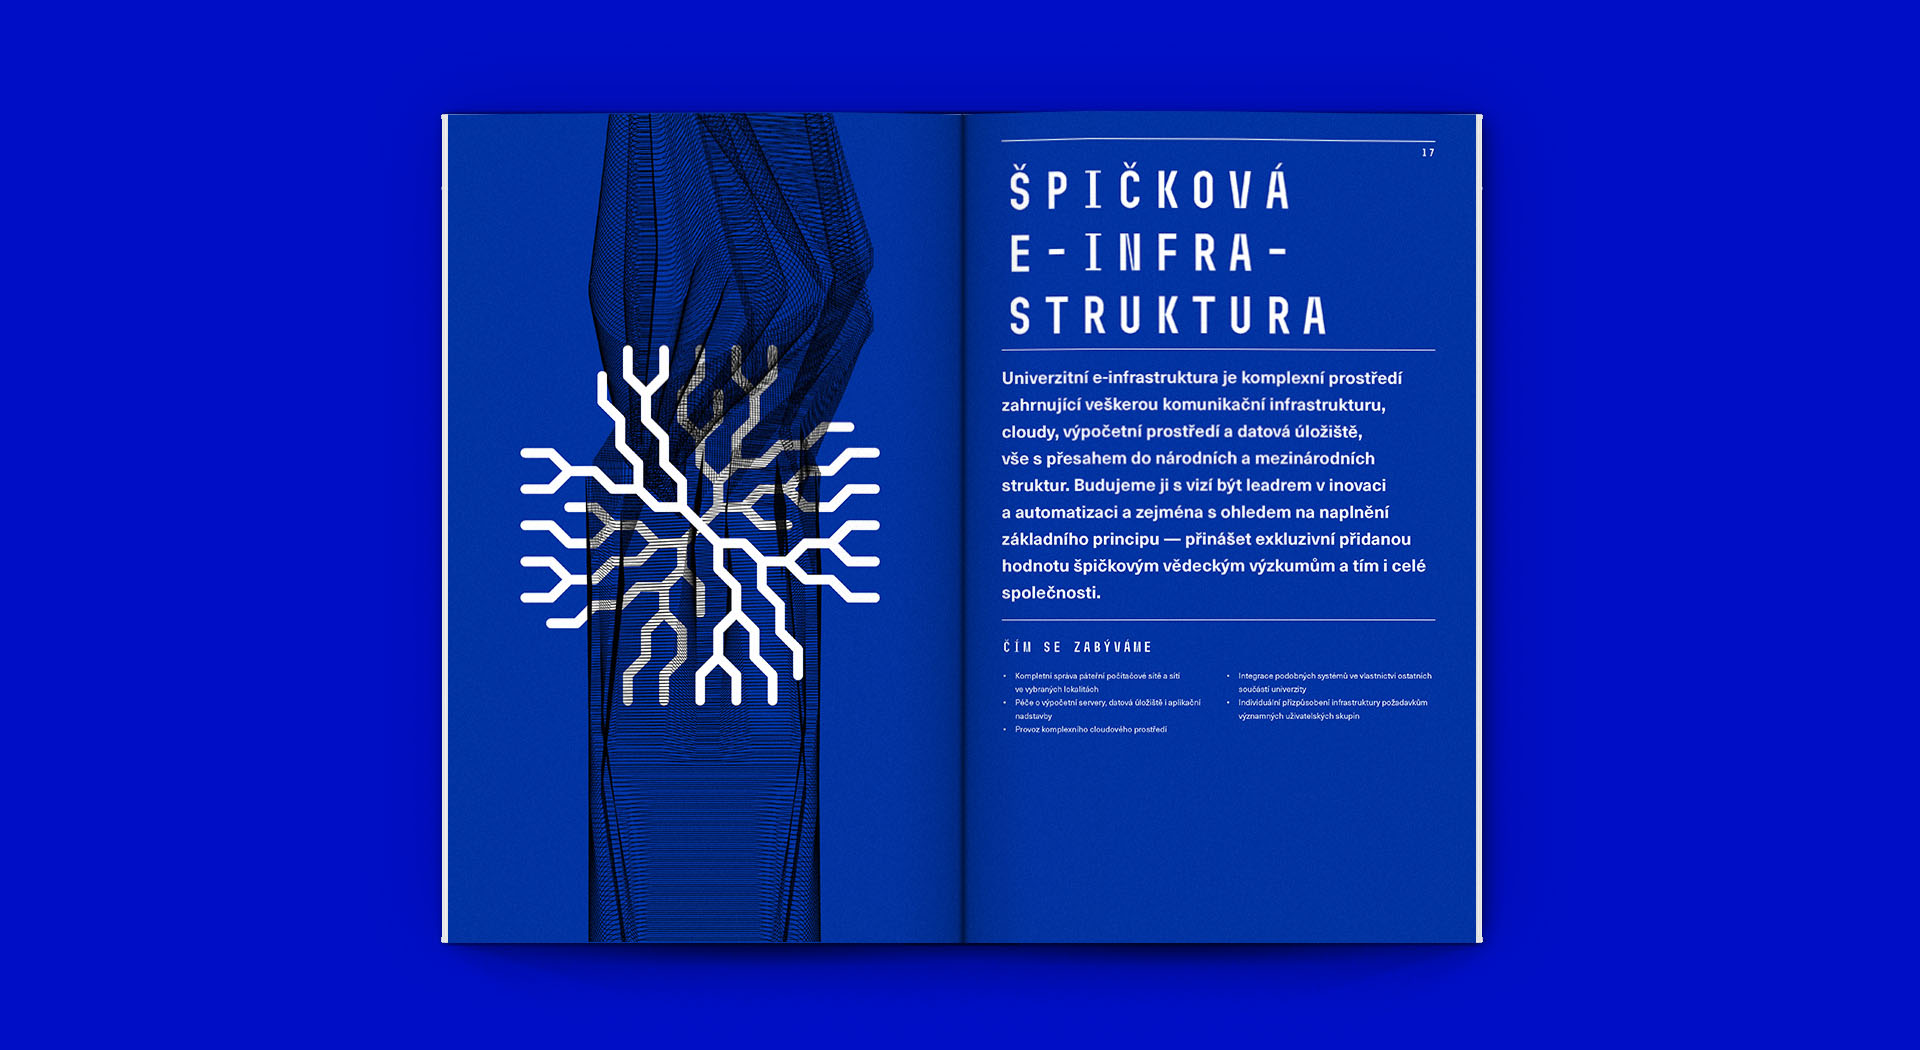 17
ŠPIČKOVÁ
E-INFRA-
STRUKTURA
Univerzitní e-infrastruktura je komplexní prostředí
zahrnující veškerou komunikační infrastrukturu,
cloudy, výpočetní prostředí a datová úložiště,
vše s přesahem do národních a mezinárodních
struktur. Budujeme ji s vizí být leadrem v inovaci
a automatizaci a zejména s ohledem na naplnění
základního principu — přinášet exkluzivní přidanou
hodnotu špičkovým vědeckým výzkumům a tím i celé
společnosti.
ČÍM SE ZABÝVÁME
• Kompletní správa páteřní počítačové sítě a sítí
ve vybraných lokalitách
• Péče o výpočetní servery, datová úložiště i aplikační
nadstavby
• Provoz komplexního cloudového prostředí
• Integrace podobných systémů ve vlastnictví ostatních
součástí univerzity
• Individuální přizpůsobení infrastruktury požadavkům
významných uživatelských skupin